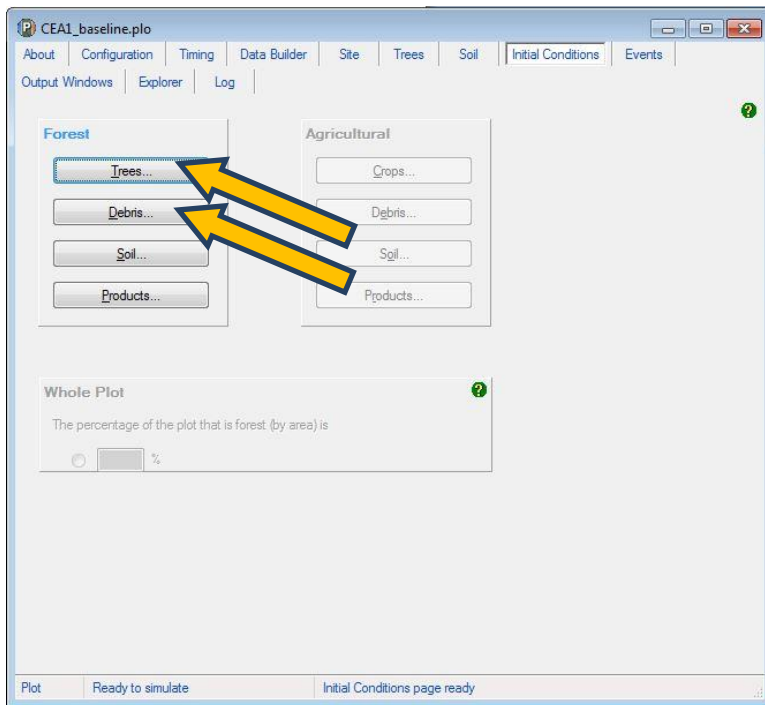 CEA1_baseline.plo
About Configuration Timing Data Builder Site Trees Soil Initial Conditions Events
Output Windows Explorer Log
Forest
Trees...
Debris...
Soil...
Products...
Agricultural
Crops...
Debris...
Soil...
Products...
Whole Plot
The percentage of the plot that is forest (by area) is
%
Plot Ready to simulate Initial Conditions page ready